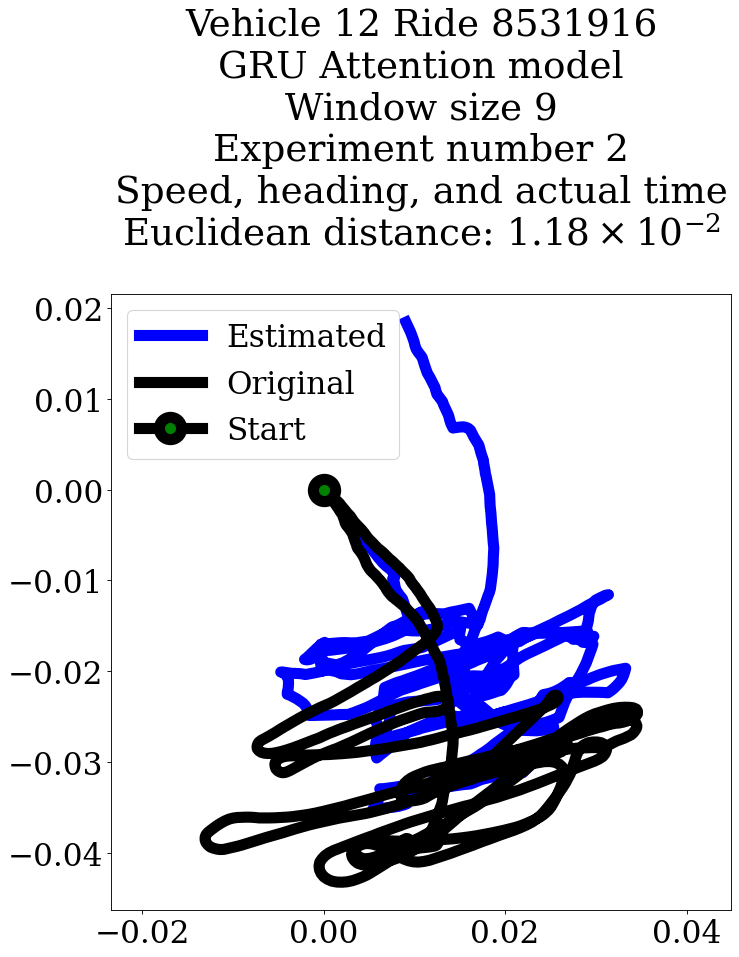 Vehicle 12 Ride 8531916
GRU Attention model
Window size 9
Experiment number 2
Speed, heading, and actual time
Euclidean distance: 1.18 × 10⁻²
Estimated
Original
Start
0.02
0.01
0.00
−0.01
−0.02
−0.03
−0.04
−0.02 0.00 0.02 0.04